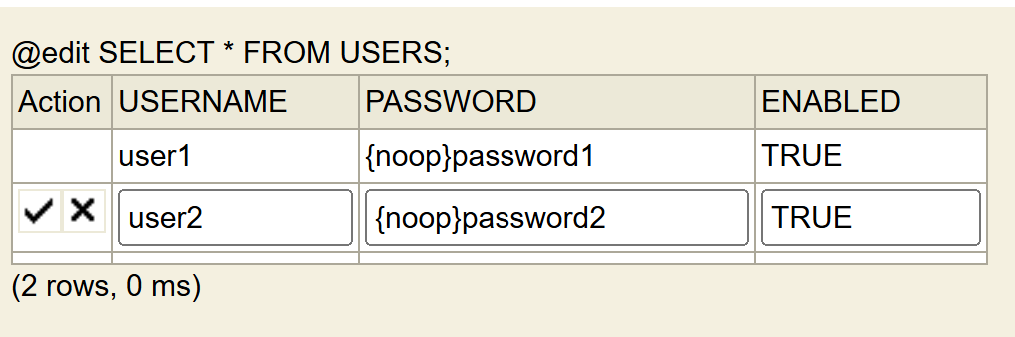 @edit SELECT * FROM USERS;
Action USERNAME PASSWORD ENABLED
user1 {noop}password1 TRUE
user2 {noop}password2 TRUE
(2 rows, 0 ms)